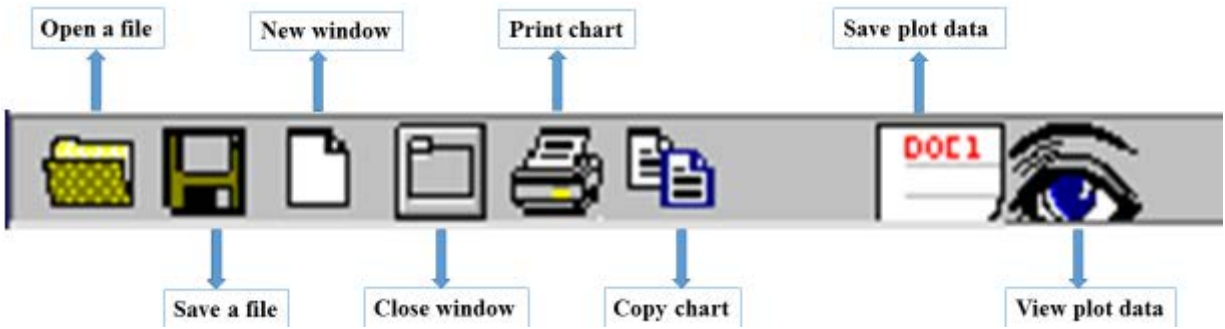 Open a file
New window
Print chart
Save plot data
DOC1
Save a file
Close window
Copy chart
View plot data